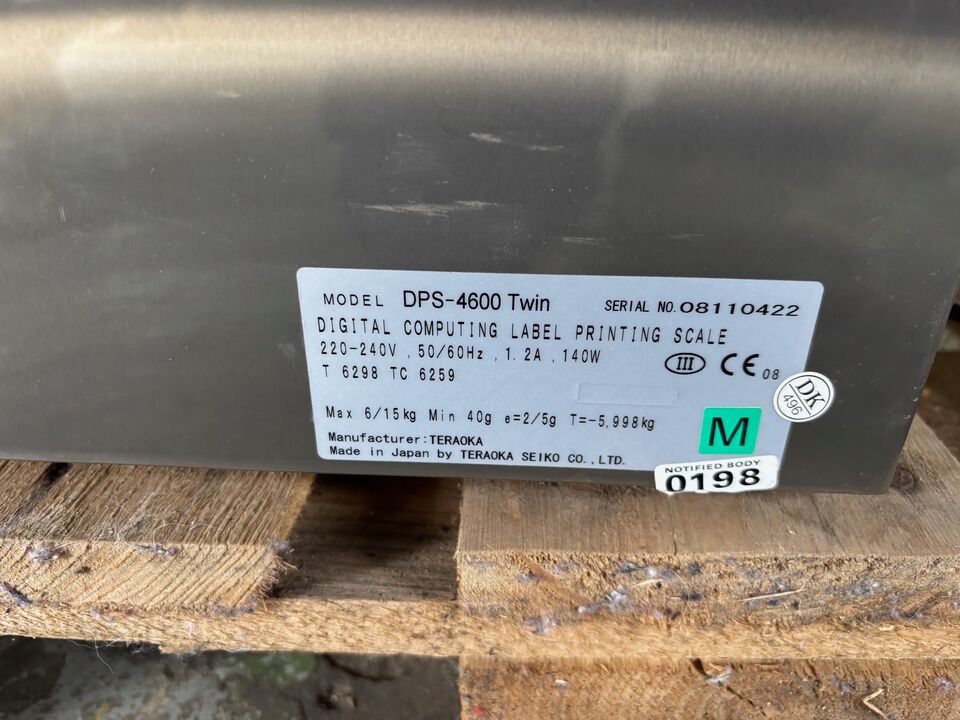 MODEL DPS-4600 Twin SERIAL NO. 08110422
DIGITAL COMPUTING LABEL PRINTING SCALE
220-240V , 50/60Hz , 1.2A , 140W
III CE 08
T 6298 TC 6259
DK
496
Max 6/15kg Min 40g e=2/5g T=-5,998kg
M
Manufacturer:TERAOKA
Made in Japan by TERAOKA SEIKO CO.,LTD.
NOTIFIED BODY
0198